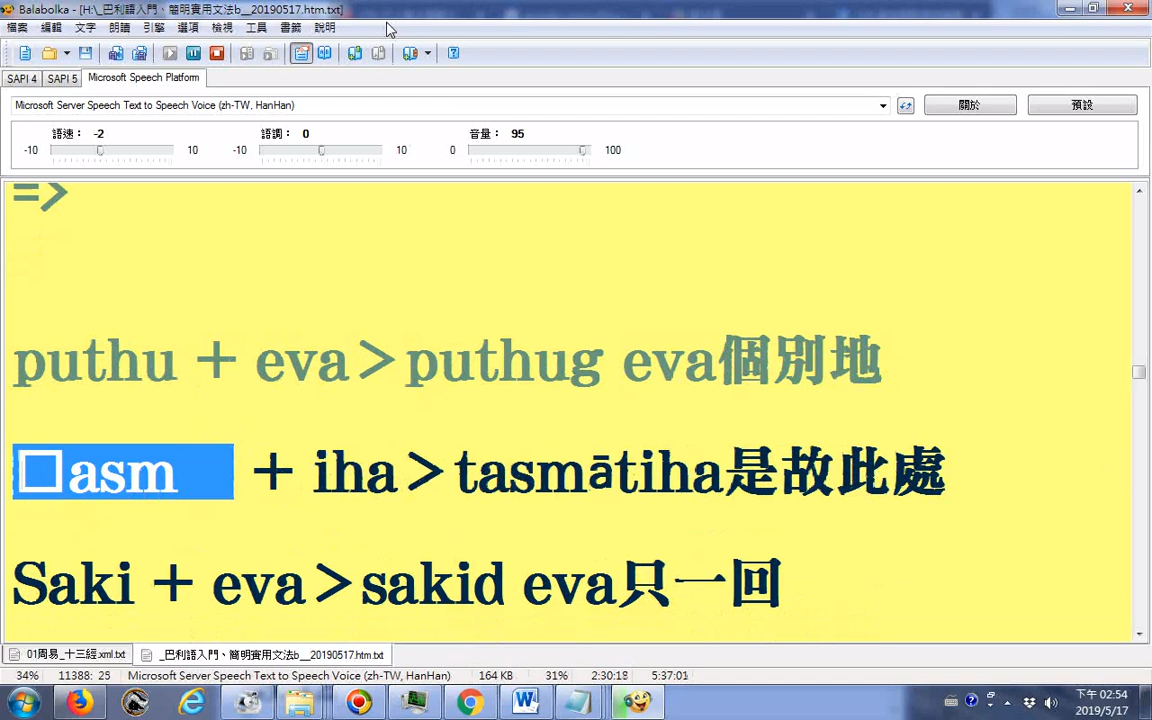 Balabolka - [H:\_巴利語入門、簡明實用文法b__20190517.htm.txt]
檔案 編輯 文字 朗讀 引擎 選項 檢視 工具 書籤 說明
SAPI 4 SAPI 5 Microsoft Speech Platform
Microsoft Server Speech Text to Speech Voice (zh-TW, HanHan) 關於 預設
語速： -2 語調： 0 音量： 95
-10 10 -10 10 0 100
=>
puthu + eva＞puthug eva個別地
□asm + iha＞tasmātiha是故此處
Saki + eva＞sakid eva只一回
01周易_十三經.xml.txt _巴利語入門、簡明實用文法b__20190517.htm.txt
34% 11388: 25 Microsoft Server Speech Text to Speech Voice (zh-TW, HanHan) 164 KB 31% 2:30:18 5:37:01
下午 02:54
2019/5/17